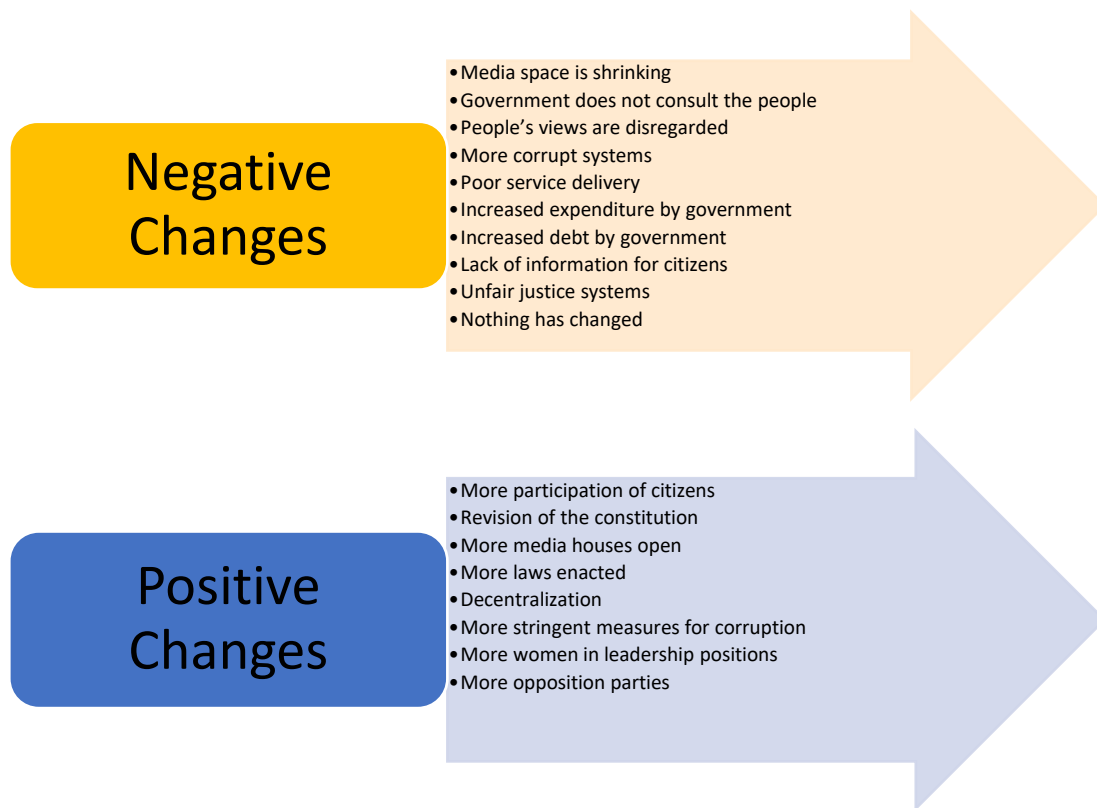 Negative
Changes
•Media space is shrinking
•Government does not consult the people
•People’s views are disregarded
•More corrupt systems
•Poor service delivery
•Increased expenditure by government
•Increased debt by government
•Lack of information for citizens
•Unfair justice systems
•Nothing has changed
Positive
Changes
•More participation of citizens
•Revision of the constitution
•More media houses open
•More laws enacted
•Decentralization
•More stringent measures for corruption
•More women in leadership positions
•More opposition parties